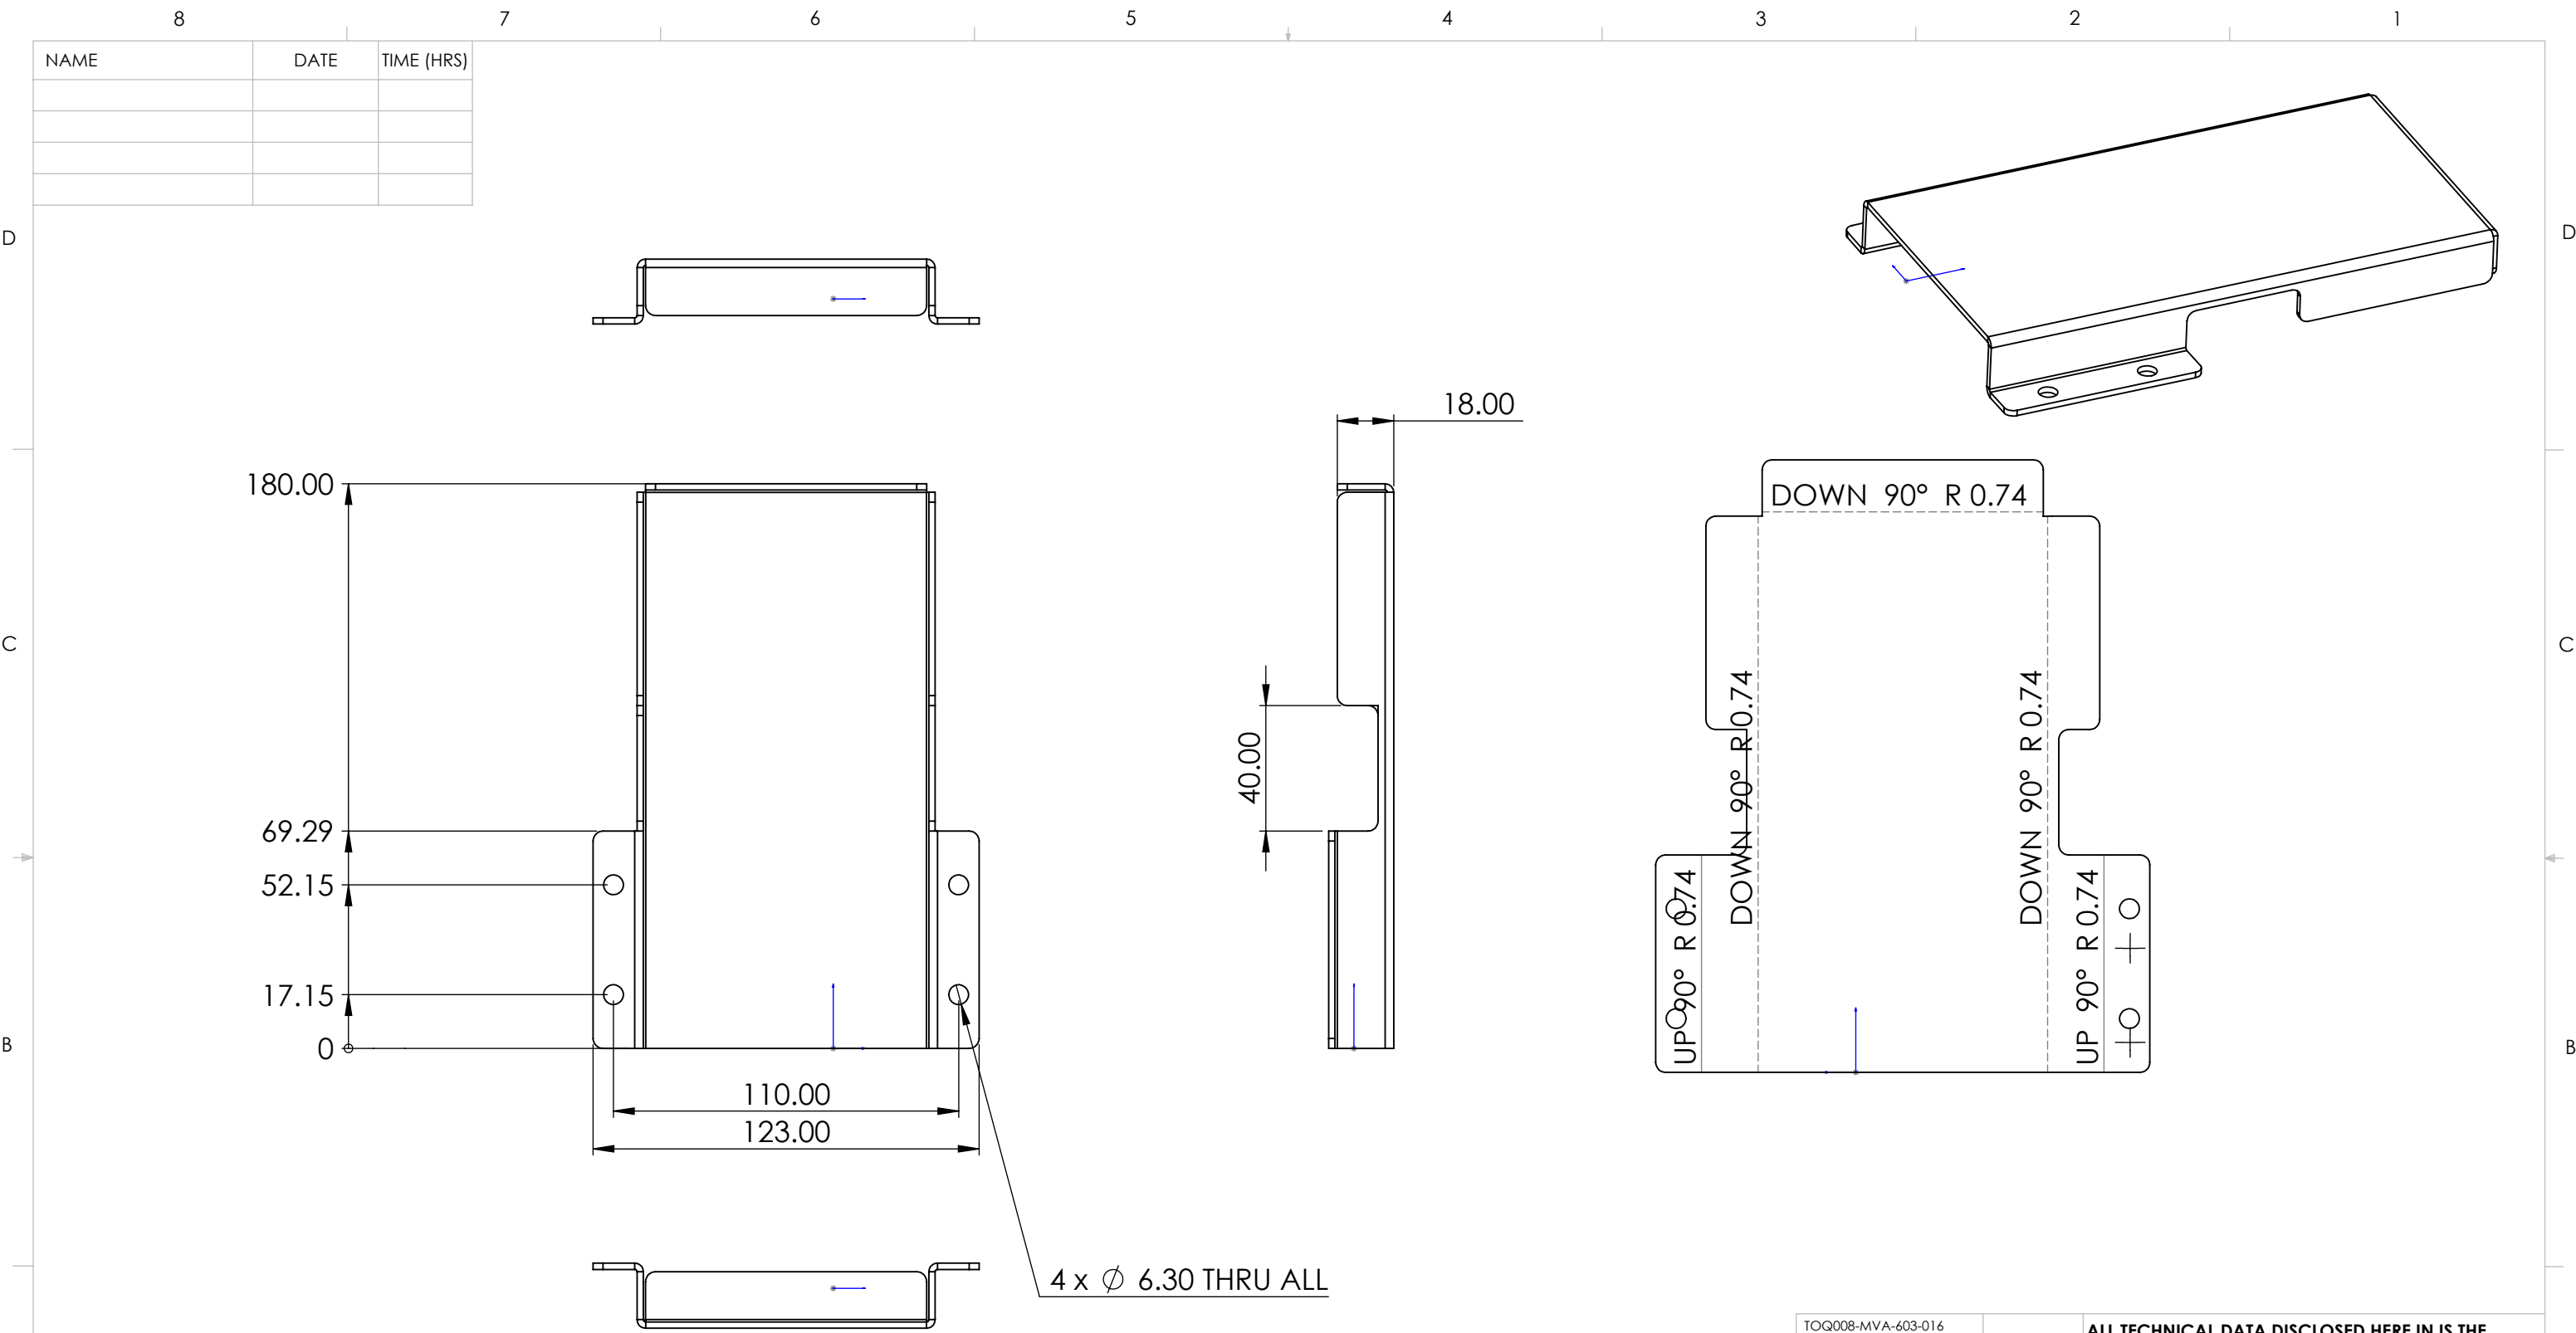 8 7 6 5 4 3 2 1
NAME DATE TIME (HRS)
D D
18.00
180.00
DOWN 90° R 0.74
C C
DOWN 90° R 0.74
DOWN 90° R 0.74
40.00
69.29
52.15
UP 90° R 0.74
UP 90° R 0.74
17.15
0
B B
110.00
123.00
4 x ∅ 6.30 THRU ALL
TOQ008-MVA-603-016
ALL TECHNICAL DATA DISCLOSED HERE IN IS THE